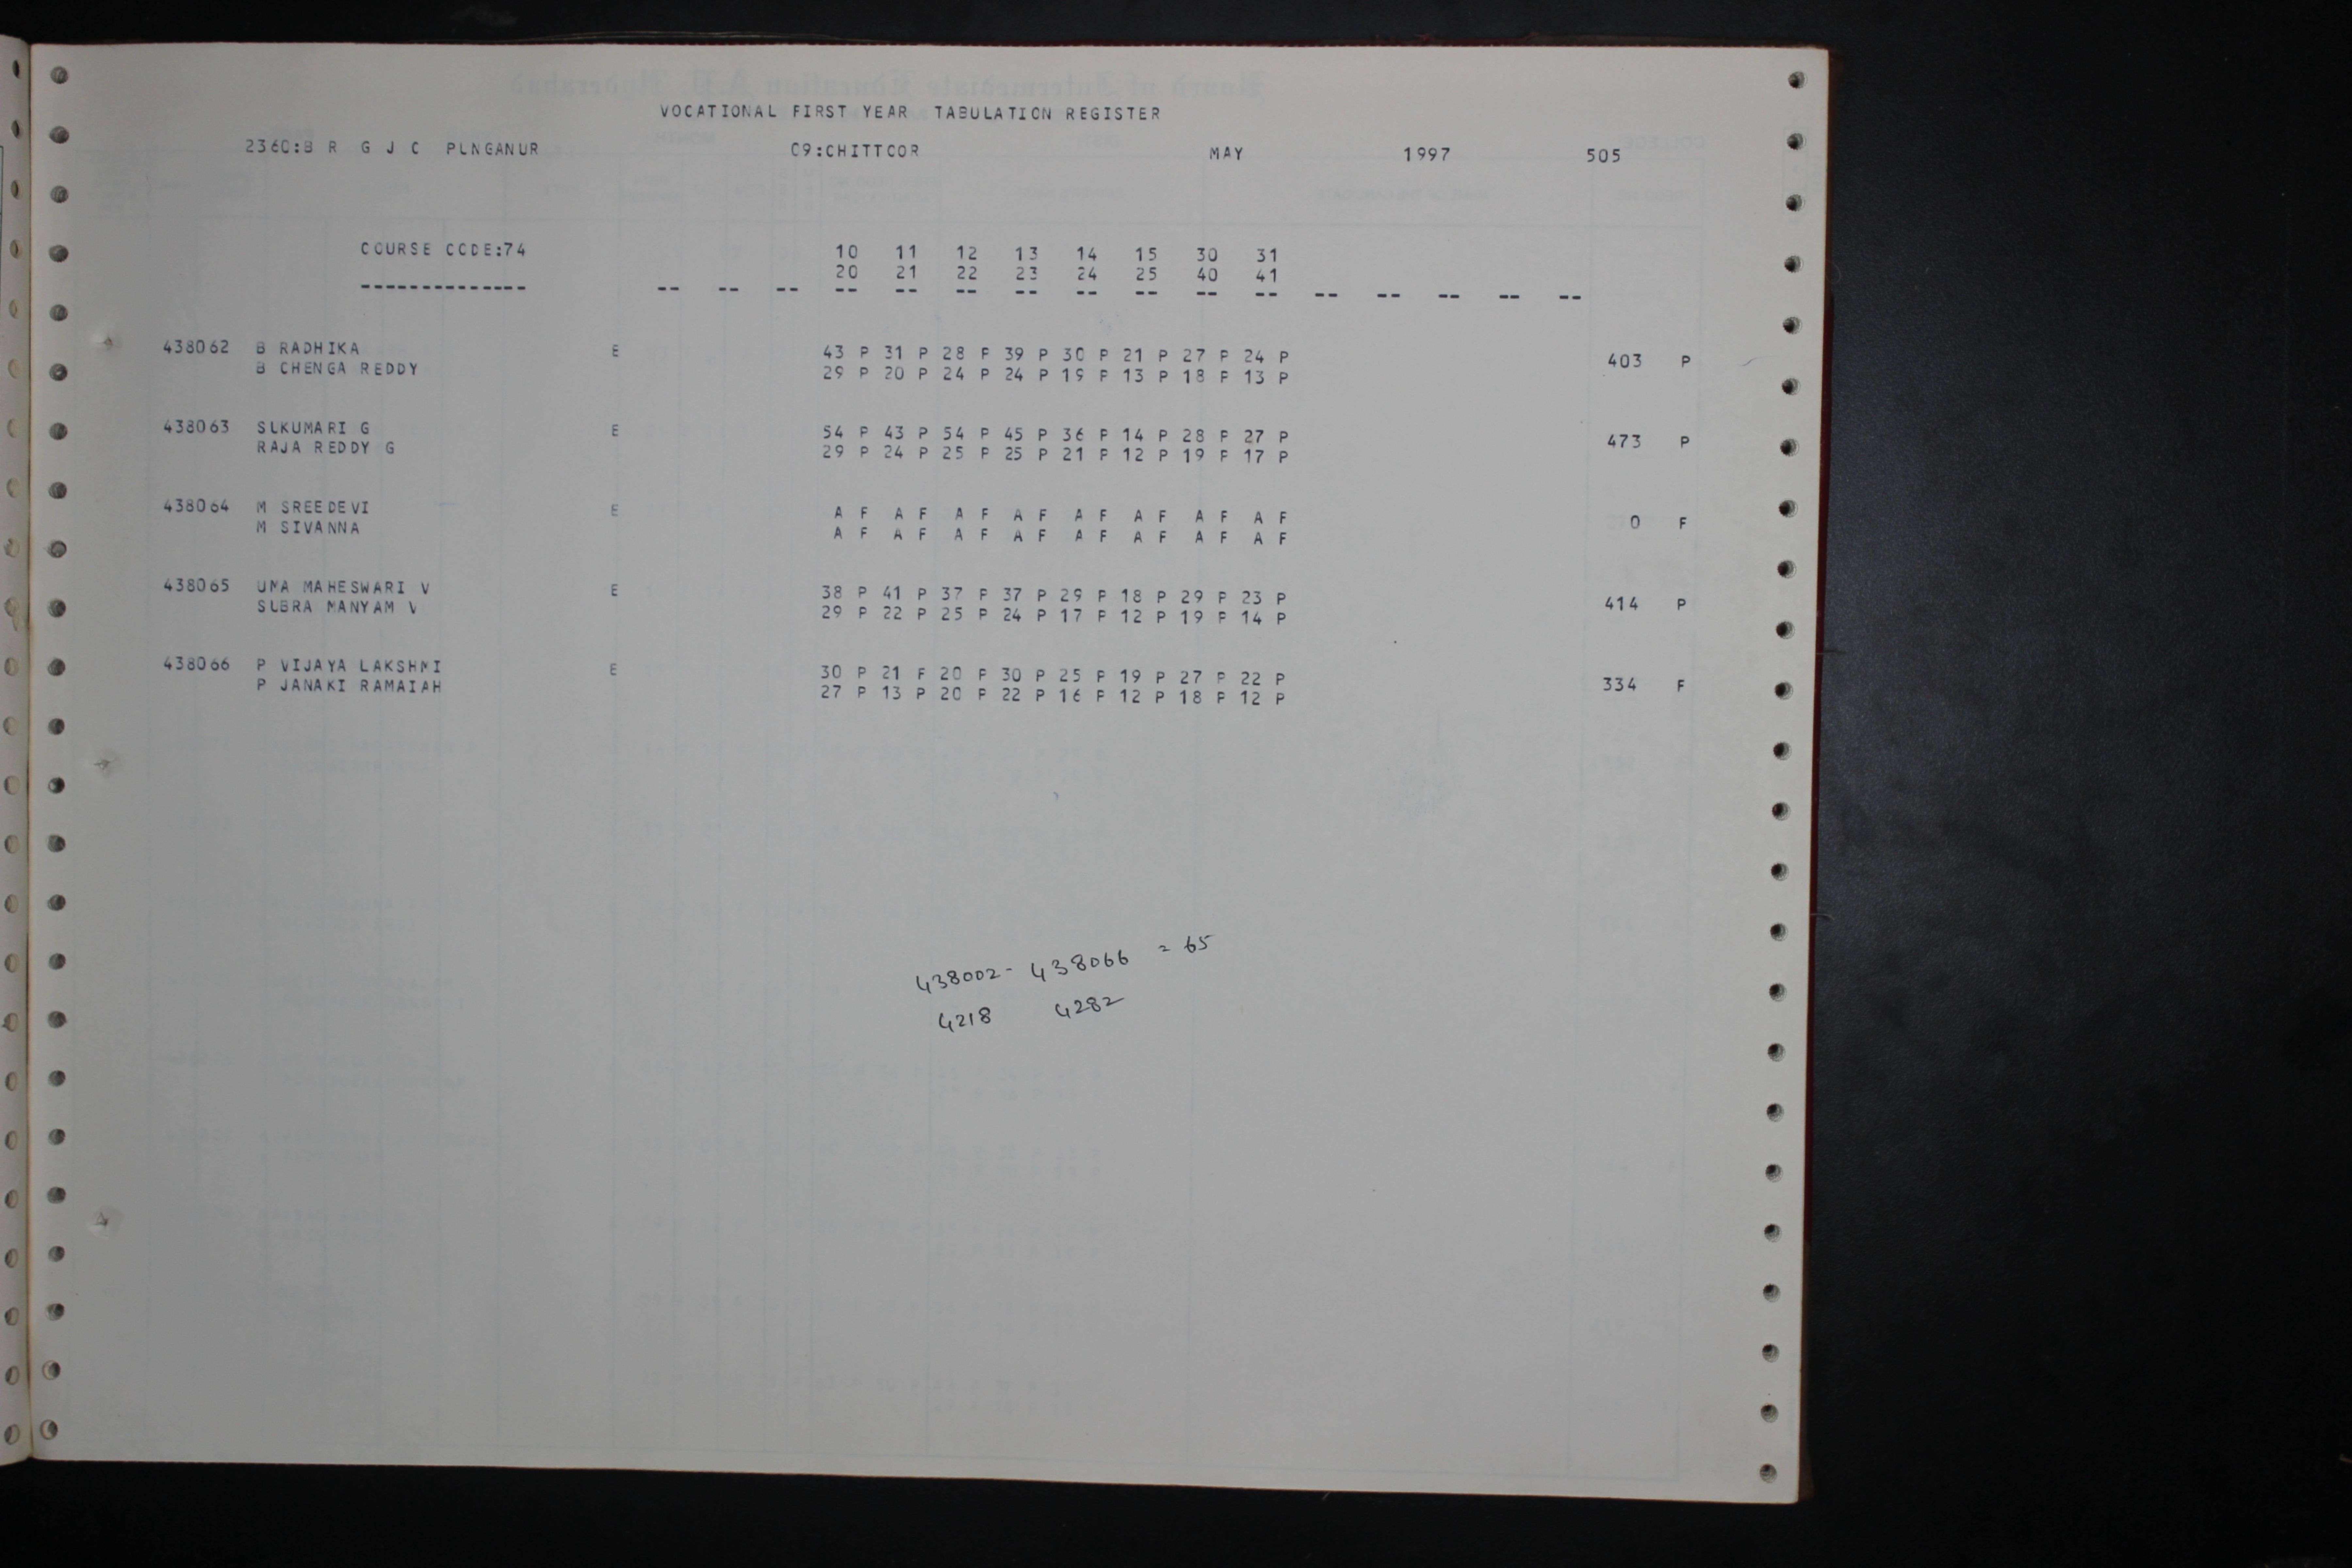 VOCATIONAL FIRST YEAR TABULATION REGISTER
2360:B R G J C PUNGANUR 09:CHITTOOR MAY 1997 505
COURSE CODE:74 10 11 12 13 14 15 30 31
20 21 22 23 24 25 40 41
-------------- -- -- -- -- -- -- -- -- -- -- -- -- -- -- -- --
438062 B RADHIKA E 43 P 31 P 28 P 39 P 30 P 21 P 27 P 24 P
B CHENGA REDDY 29 P 20 P 24 P 24 P 19 P 13 P 18 P 13 P 403 P
438063 SUKUMARI G E 54 P 43 P 54 P 45 P 36 P 14 P 28 P 27 P
RAJA REDDY G 29 P 24 P 25 P 25 P 21 P 12 P 19 P 17 P 473 P
438064 M SREEDEVI E A F A F A F A F A F A F A F A F
M SIVANNA A F A F A F A F A F A F A F A F 0 F
438065 UMA MAHESWARI V E 38 P 41 P 37 P 37 P 29 P 18 P 29 P 23 P
SUBRA MANYAM V 29 P 22 P 25 P 24 P 17 P 12 P 19 P 14 P 414 P
438066 P VIJAYA LAKSHMI E 30 P 21 F 20 F 30 P 25 P 19 P 27 P 22 P
P JANAKI RAMAIAH 27 P 13 P 20 P 22 P 16 P 12 P 18 P 12 P 334 F
438002 - 438066 = 65
4218 4282